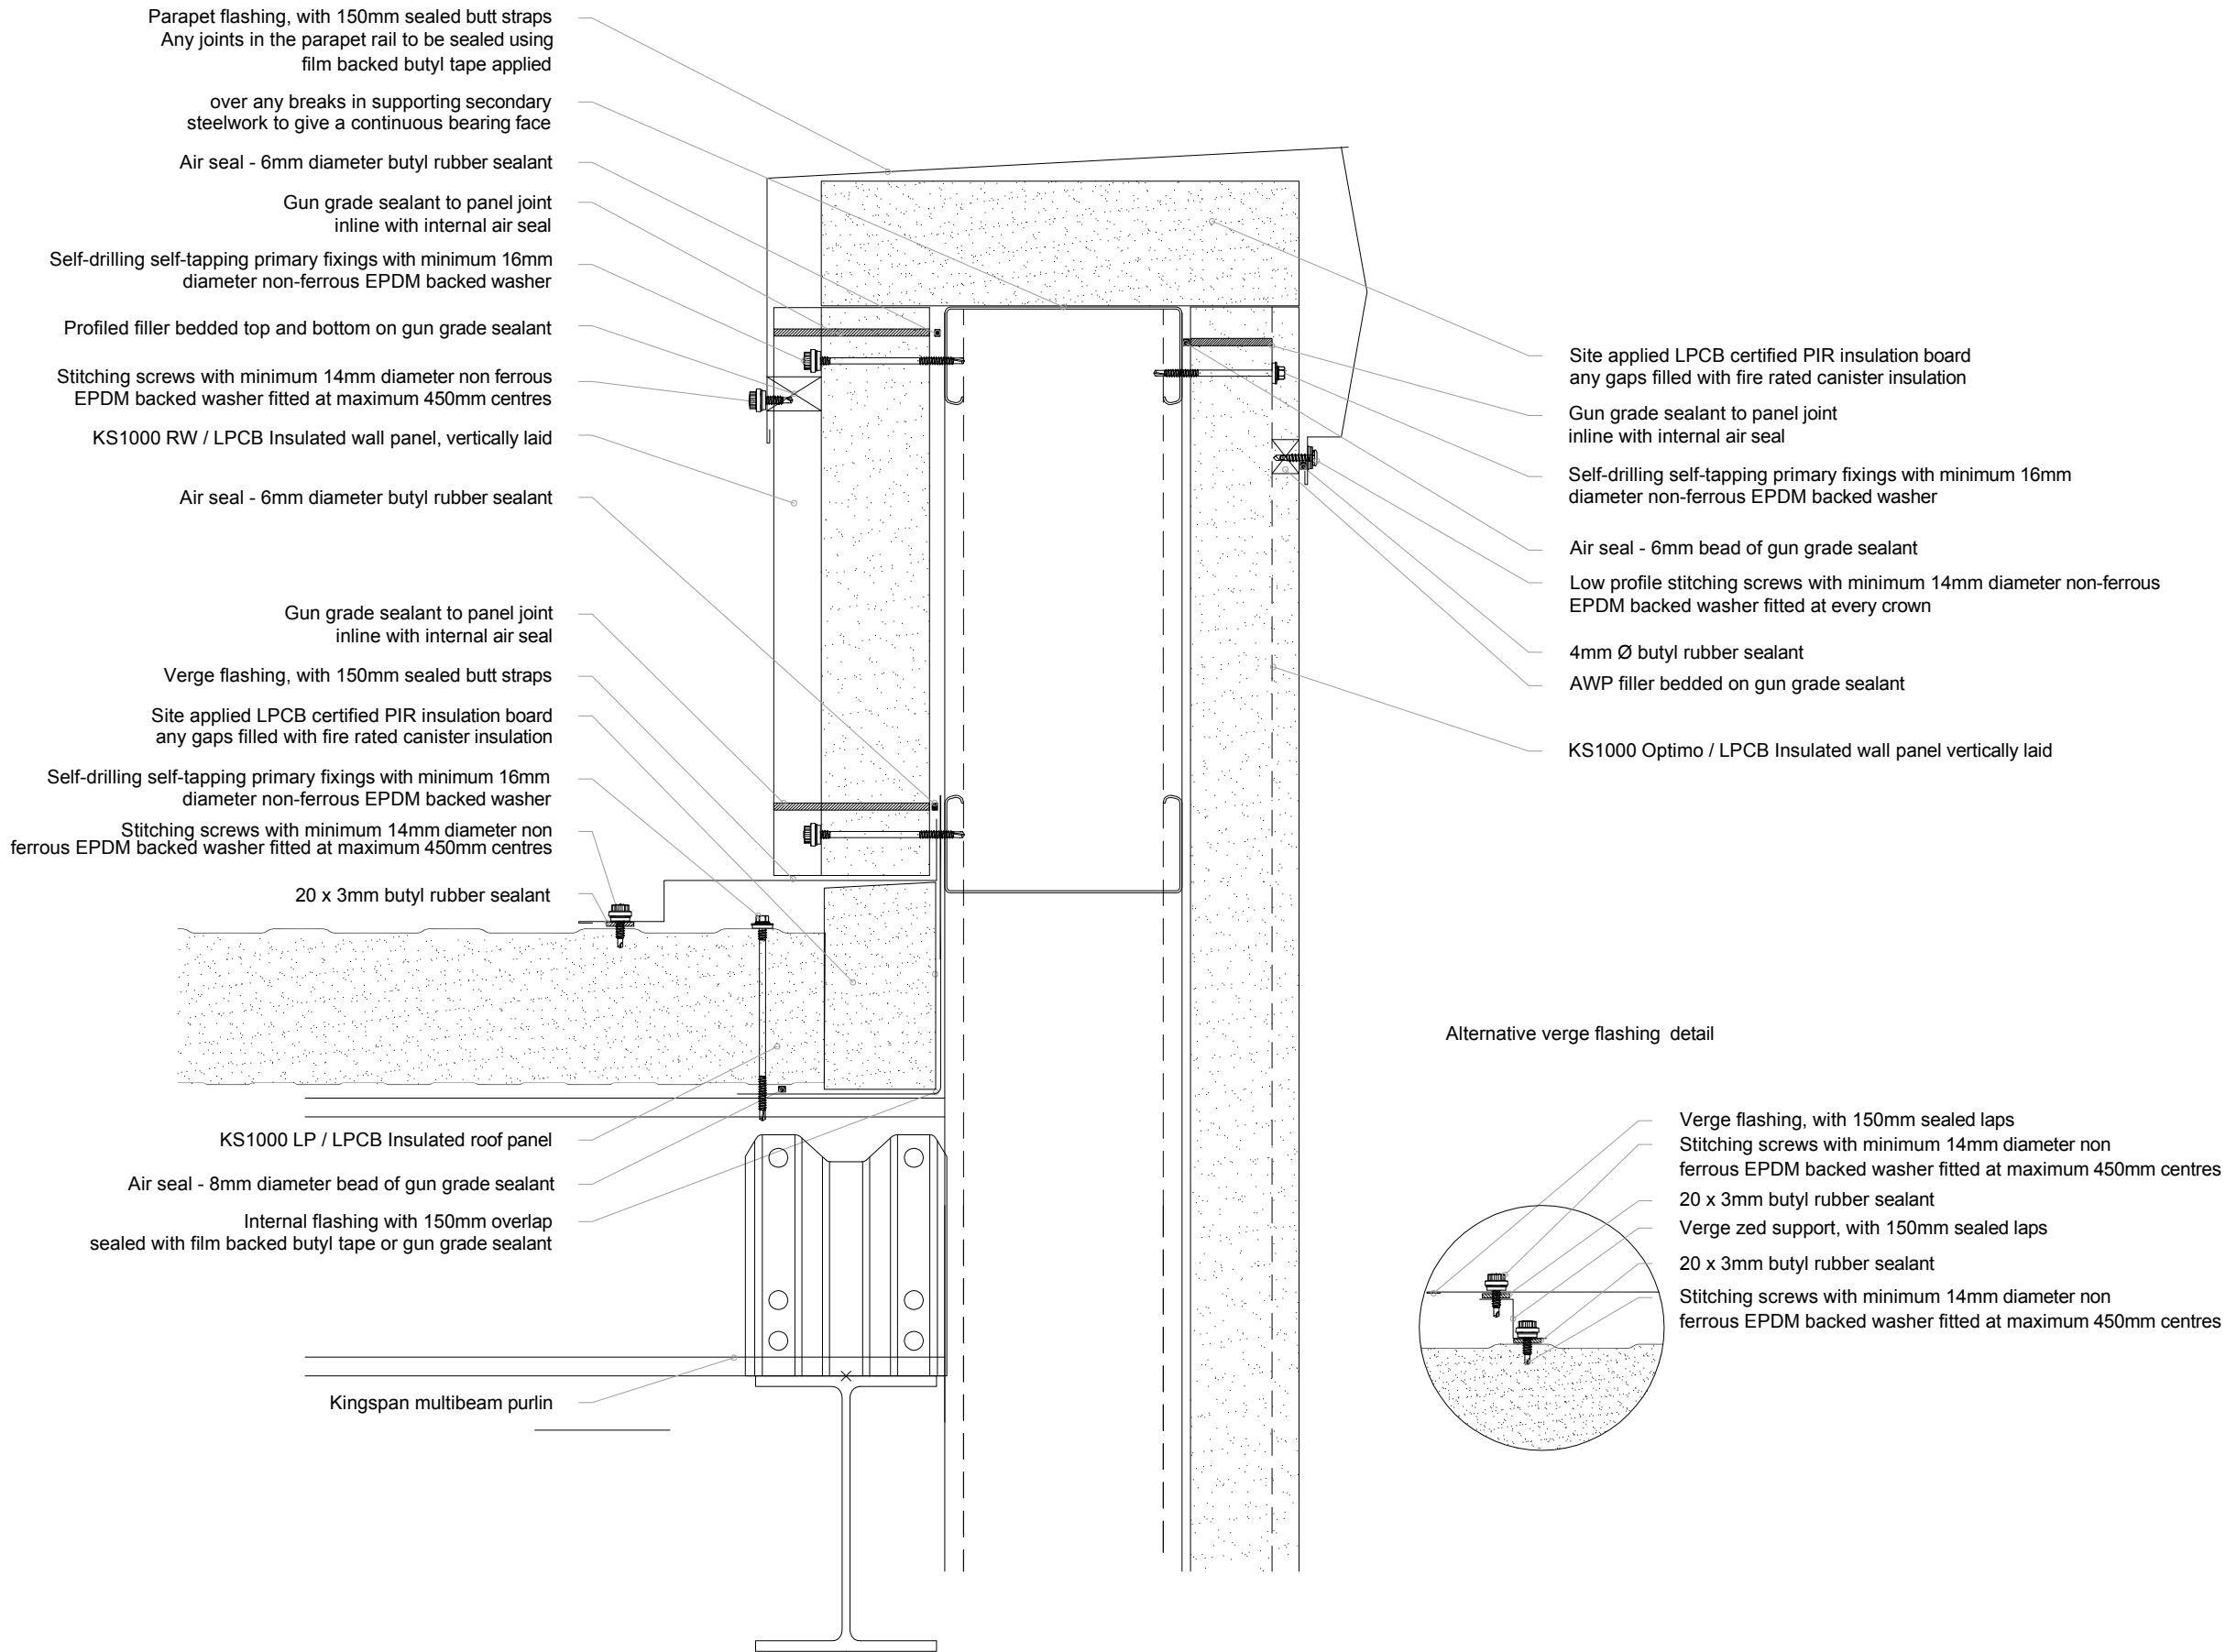 Parapet flashing, with 150mm sealed butt straps
Any joints in the parapet rail to be sealed using
film backed butyl tape applied
over any breaks in supporting secondary
steelwork to give a continuous bearing face
Air seal - 6mm diameter butyl rubber sealant
Gun grade sealant to panel joint
inline with internal air seal
Self-drilling self-tapping primary fixings with minimum 16mm
diameter non-ferrous EPDM backed washer
Profiled filler bedded top and bottom on gun grade sealant
Stitching screws with minimum 14mm diameter non ferrous
EPDM backed washer fitted at maximum 450mm centres
KS1000 RW / LPCB Insulated wall panel, vertically laid
Air seal - 6mm diameter butyl rubber sealant
Gun grade sealant to panel joint
inline with internal air seal
Verge flashing, with 150mm sealed butt straps
Site applied LPCB certified PIR insulation board
any gaps filled with fire rated canister insulation
Self-drilling self-tapping primary fixings with minimum 16mm
diameter non-ferrous EPDM backed washer
Stitching screws with minimum 14mm diameter non
ferrous EPDM backed washer fitted at maximum 450mm centres
20 x 3mm butyl rubber sealant
KS1000 LP / LPCB Insulated roof panel
Air seal - 8mm diameter bead of gun grade sealant
Internal flashing with 150mm overlap
sealed with film backed butyl tape or gun grade sealant
Kingspan multibeam purlin
Site applied LPCB certified PIR insulation board
any gaps filled with fire rated canister insulation
Gun grade sealant to panel joint
inline with internal air seal
Self-drilling self-tapping primary fixings with minimum 16mm
diameter non-ferrous EPDM backed washer
Air seal - 6mm bead of gun grade sealant
Low profile stitching screws with minimum 14mm diameter non-ferrous
EPDM backed washer fitted at every crown
4mm Ø butyl rubber sealant
AWP filler bedded on gun grade sealant
KS1000 Optimo / LPCB Insulated wall panel vertically laid
Alternative verge flashing detail
Verge flashing, with 150mm sealed laps
Stitching screws with minimum 14mm diameter non
ferrous EPDM backed washer fitted at maximum 450mm centres
20 x 3mm butyl rubber sealant
Verge zed support, with 150mm sealed laps
20 x 3mm butyl rubber sealant
Stitching screws with minimum 14mm diameter non
ferrous EPDM backed washer fitted at maximum 450mm centres